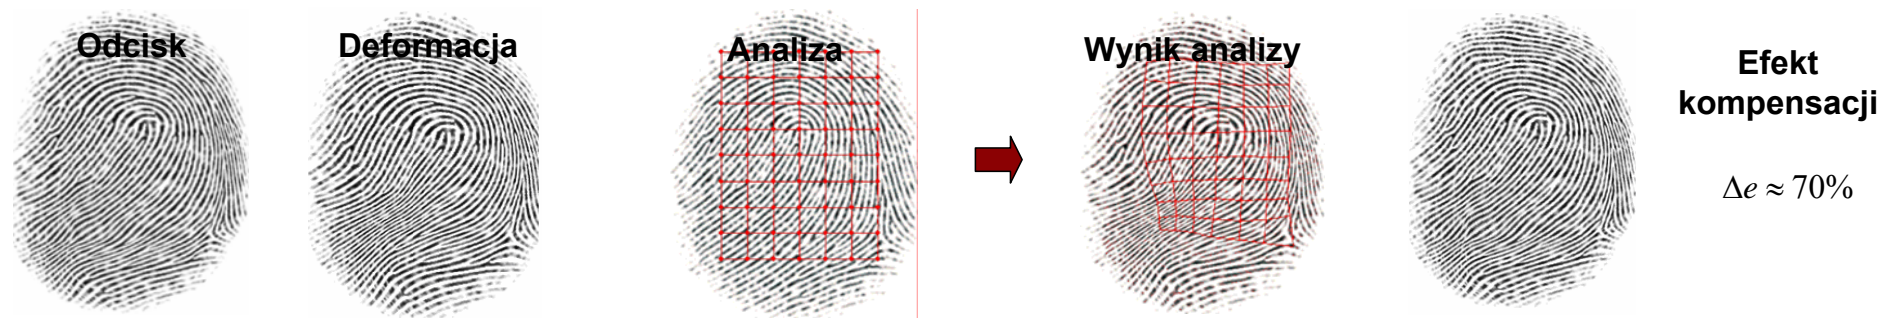 Odcisk
Deformacja
Analiza
Wynik analizy
Efekt
kompensacji
Δe ≈ 70%